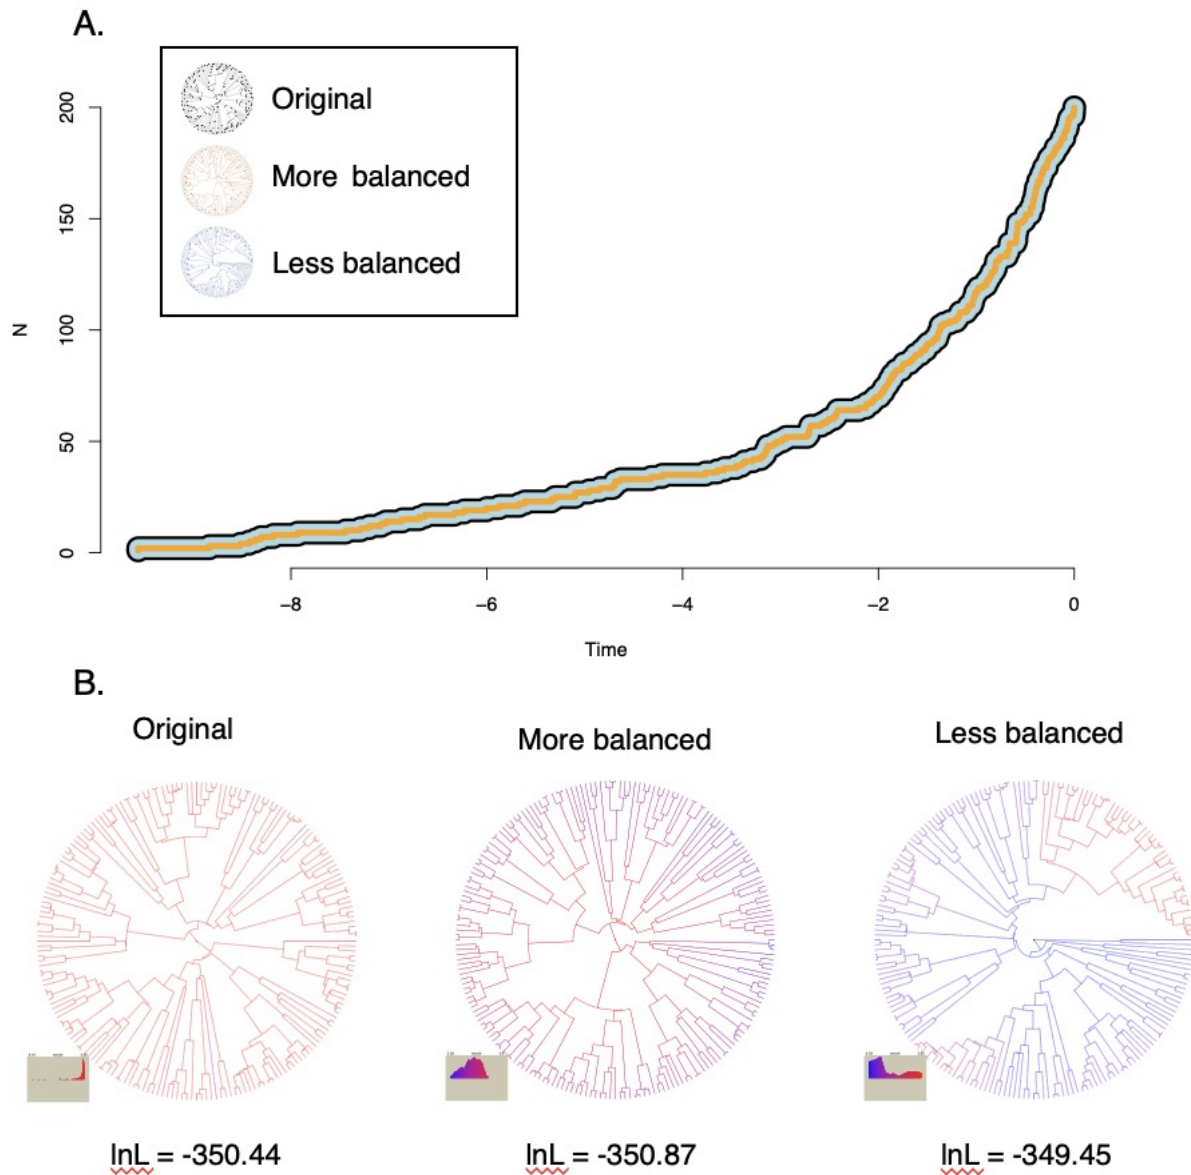 A.
Original
More balanced
Less balanced
200
150
100
50
0
N
−8 −6 −4 −2 0
Time
B.
Original More balanced Less balanced
lnL = -350.44 lnL = -350.87 lnL = -349.45